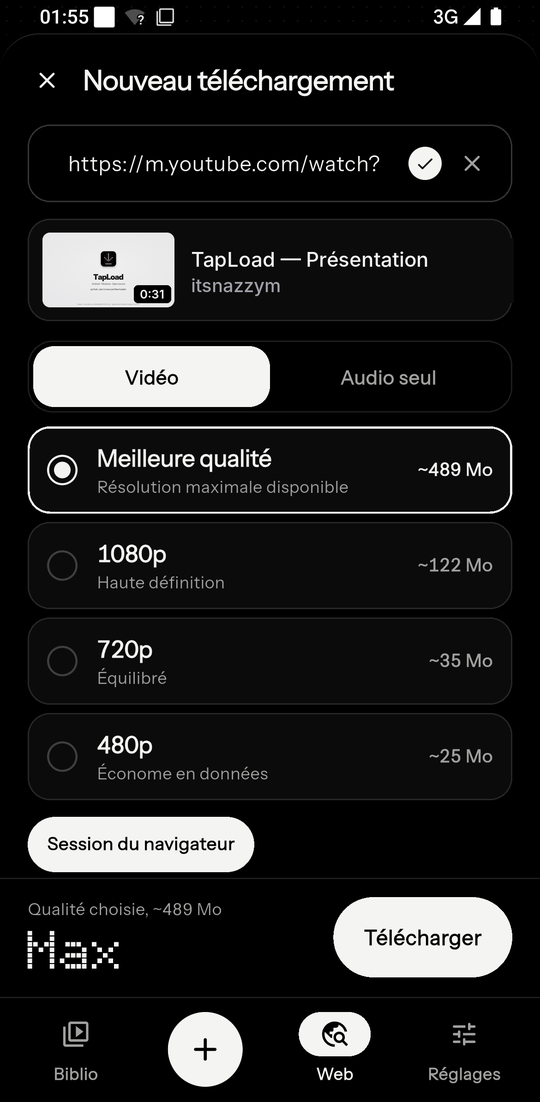 01:55
3G
Nouveau téléchargement
https://m.youtube.com/watch?
TapLoad
0:31
TapLoad — Présentation
itsnazzym
Vidéo
Audio seul
Meilleure qualité
~489 Mo
Résolution maximale disponible
1080p
~122 Mo
Haute définition
720p
~35 Mo
Équilibré
480p
~25 Mo
Économe en données
Session du navigateur
Qualité choisie, ~489 Mo
Max
Télécharger
Biblio
Web
Réglages